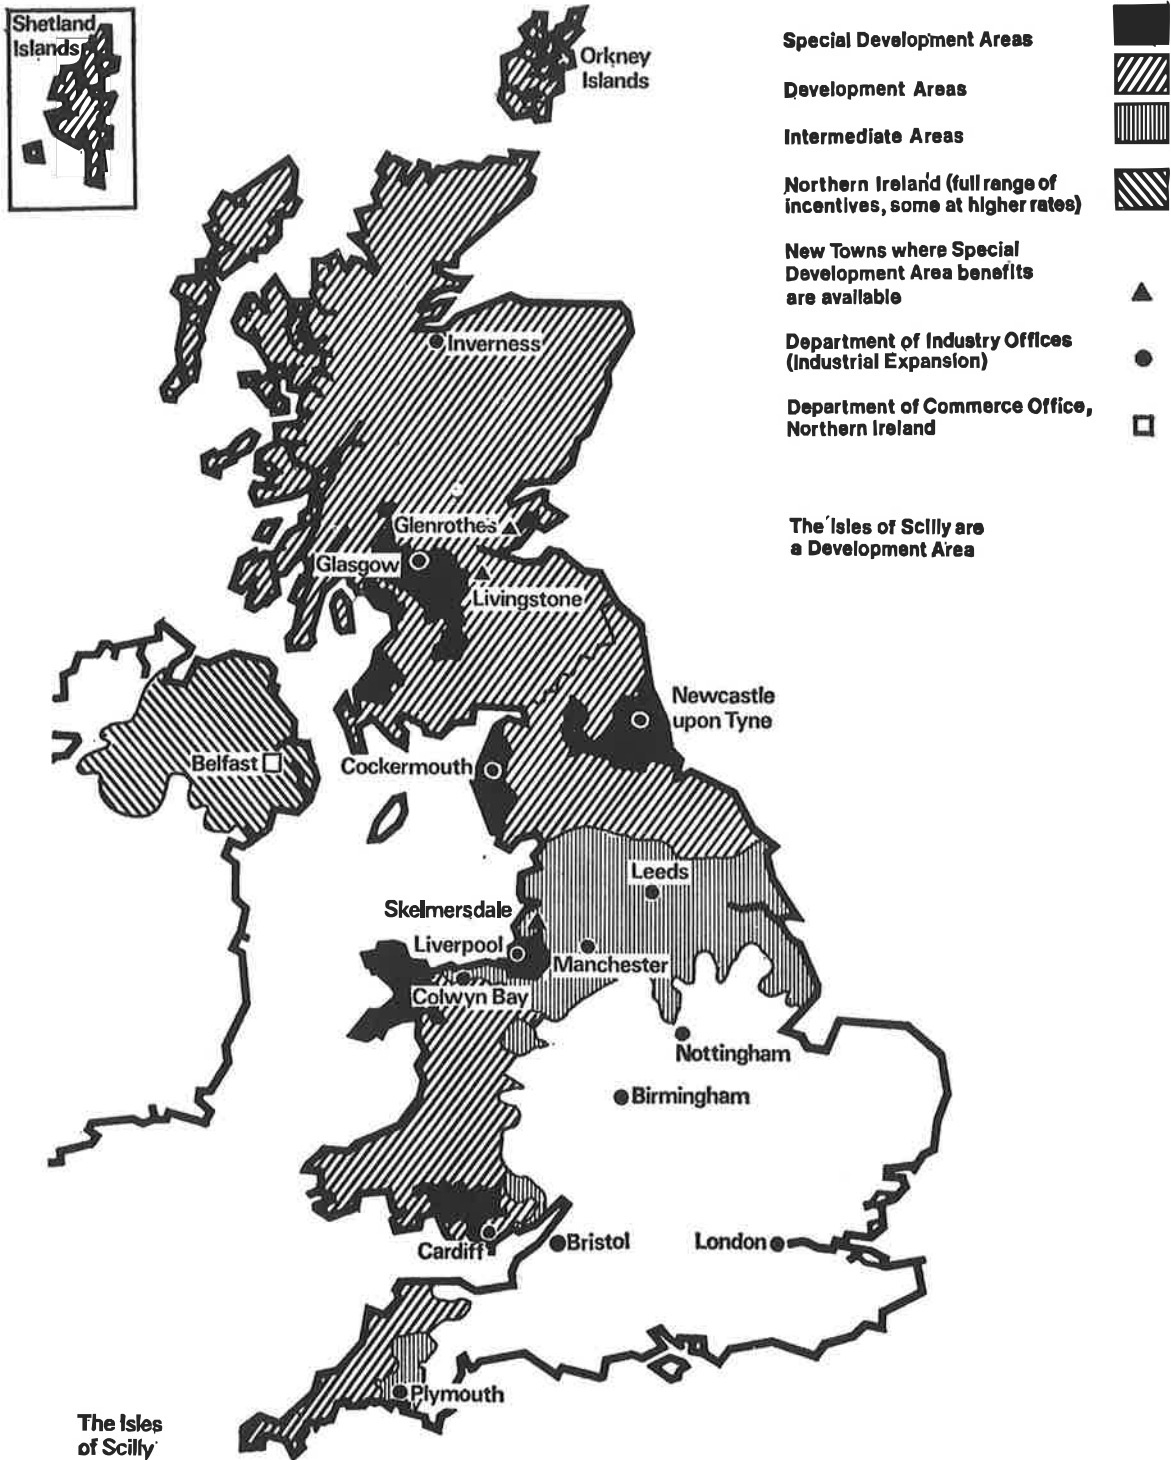 Shetland
Islands
Orkney
Islands
Special Development Areas
Development Areas
Intermediate Areas
Northern Ireland (full range of
incentives, some at higher rates)
New Towns where Special
Development Area benefits
are available
Department of Industry Offices
(Industrial Expansion)
Department of Commerce Office,
Northern Ireland
The Isles of Scilly are
a Development Area
Inverness
Glenrothes
Glasgow
Livingstone
Newcastle
upon Tyne
Belfast
Cockermouth
Leeds
Skelmersdale
Liverpool
Manchester
Colwyn Bay
Nottingham
Birmingham
Cardiff
Bristol
London
Plymouth
The Isles
of Scilly